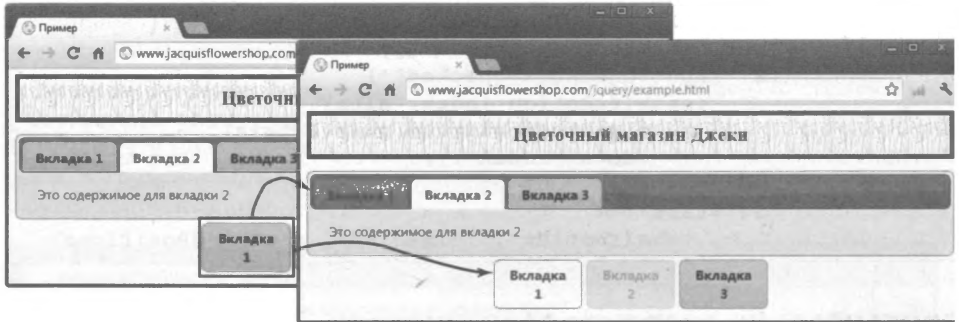 Пример
www.jacquisflowershop.com
Цветочн
Вкладка 1 Вкладка 2 Вкладка 3
Это содержимое для вкладки 2
Вкладка
1
Пример
www.jacquisflowershop.com/jquery/example.html
Цветочный магазин Джеки
Вкладка 2 Вкладка 3
Это содержимое для вкладки 2
Вкладка Вкладка Вкладка
1 2 3